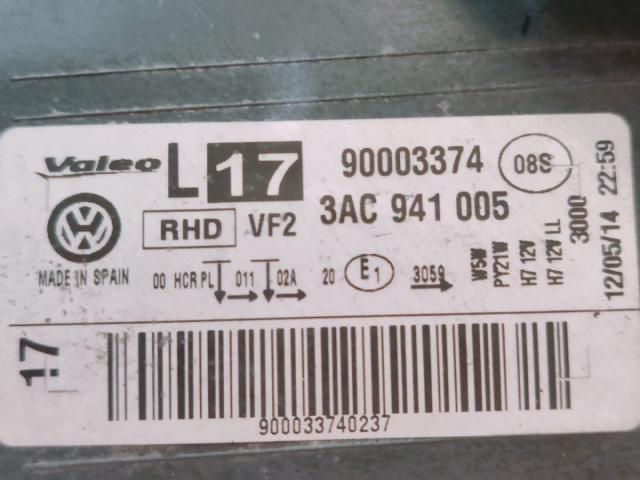 Valeo L 17 90003374 08S
RHD VF2 3AC 941 005
MADE IN SPAIN
00 HCR PL 011 02A 20 E1 3059
W5W
PY21W
H7 12V
H7 12V LL
3000
12/05/14 22:59
17
900033740237